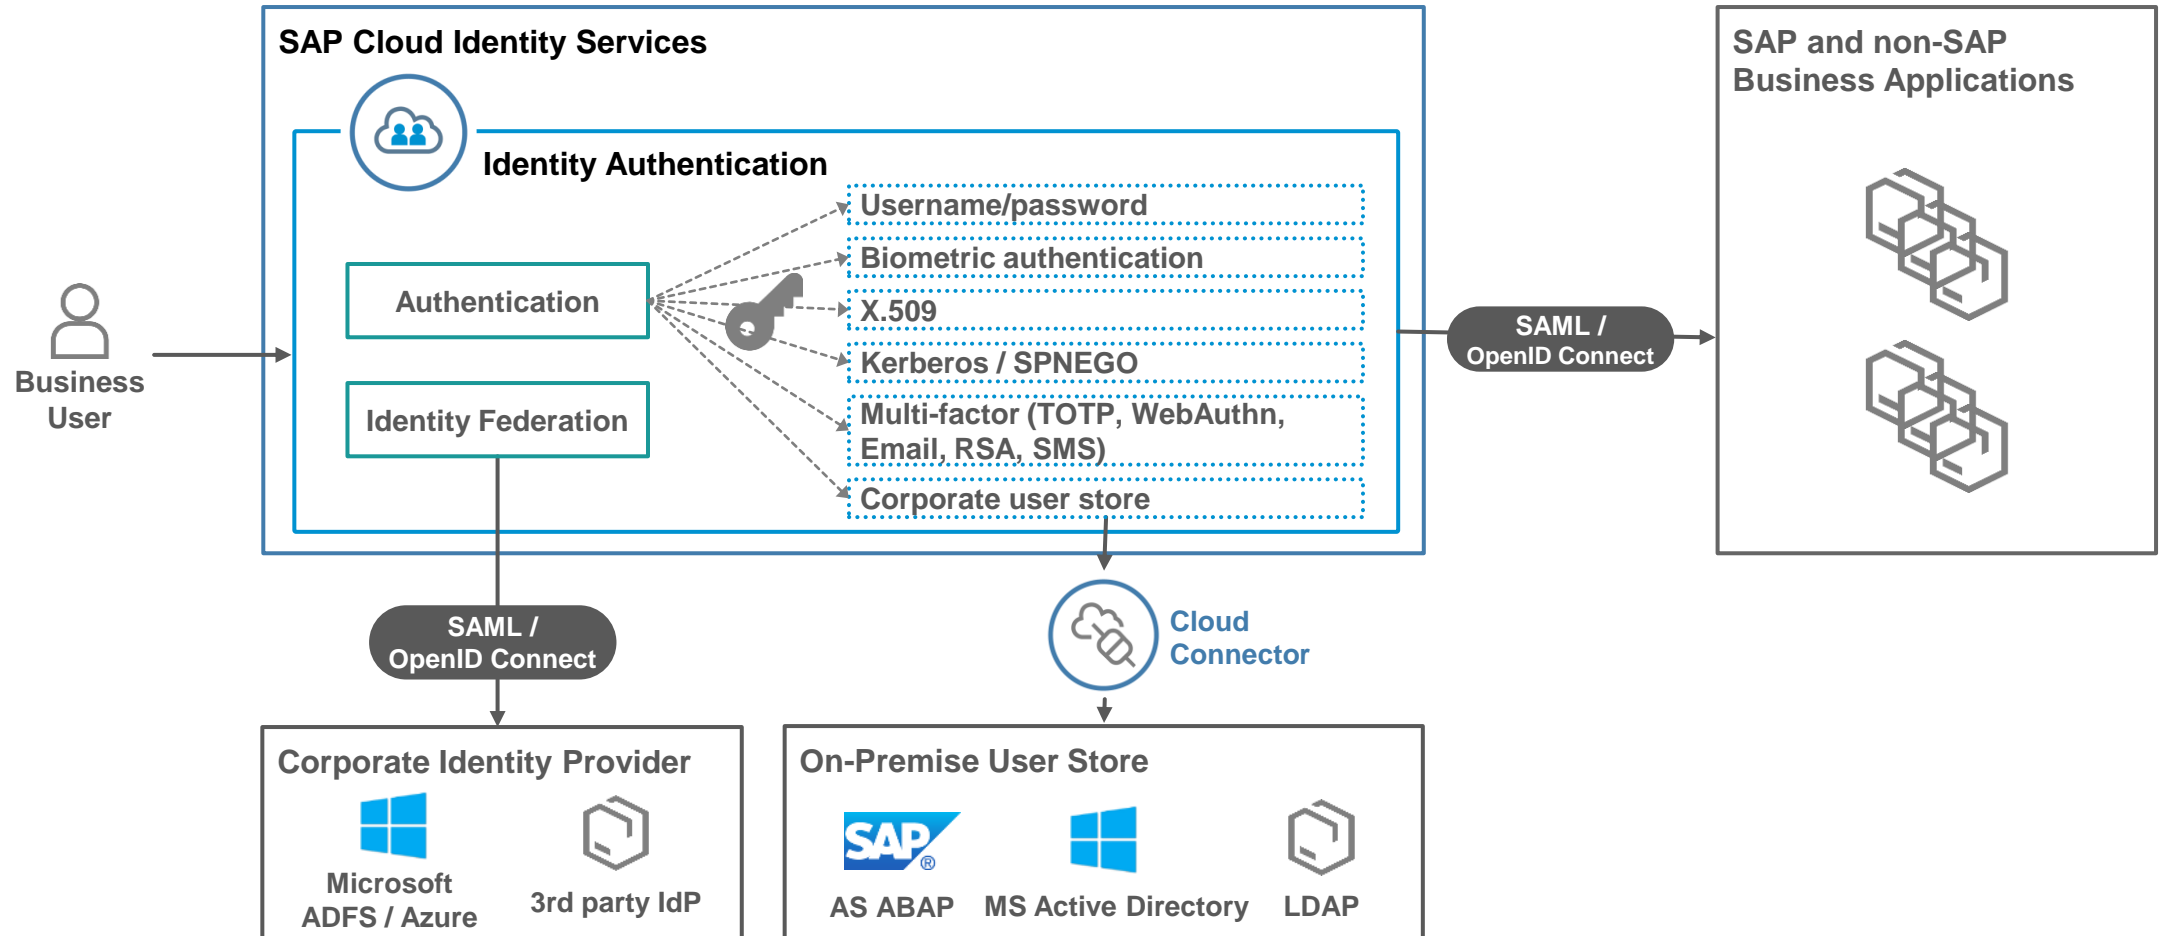 SAP Cloud Identity Services
Identity Authentication
Authentication
Identity Federation
Username/password
Biometric authentication
X.509
Kerberos / SPNEGO
Multi-factor (TOTP, WebAuthn,
Email, RSA, SMS)
Corporate user store
Business
User
SAML /
OpenID Connect
SAP and non-SAP
Business Applications
SAML /
OpenID Connect
Cloud
Connector
Corporate Identity Provider
Microsoft
ADFS / Azure
3rd party IdP
On-Premise User Store
SAP®
AS ABAP
MS Active Directory
LDAP